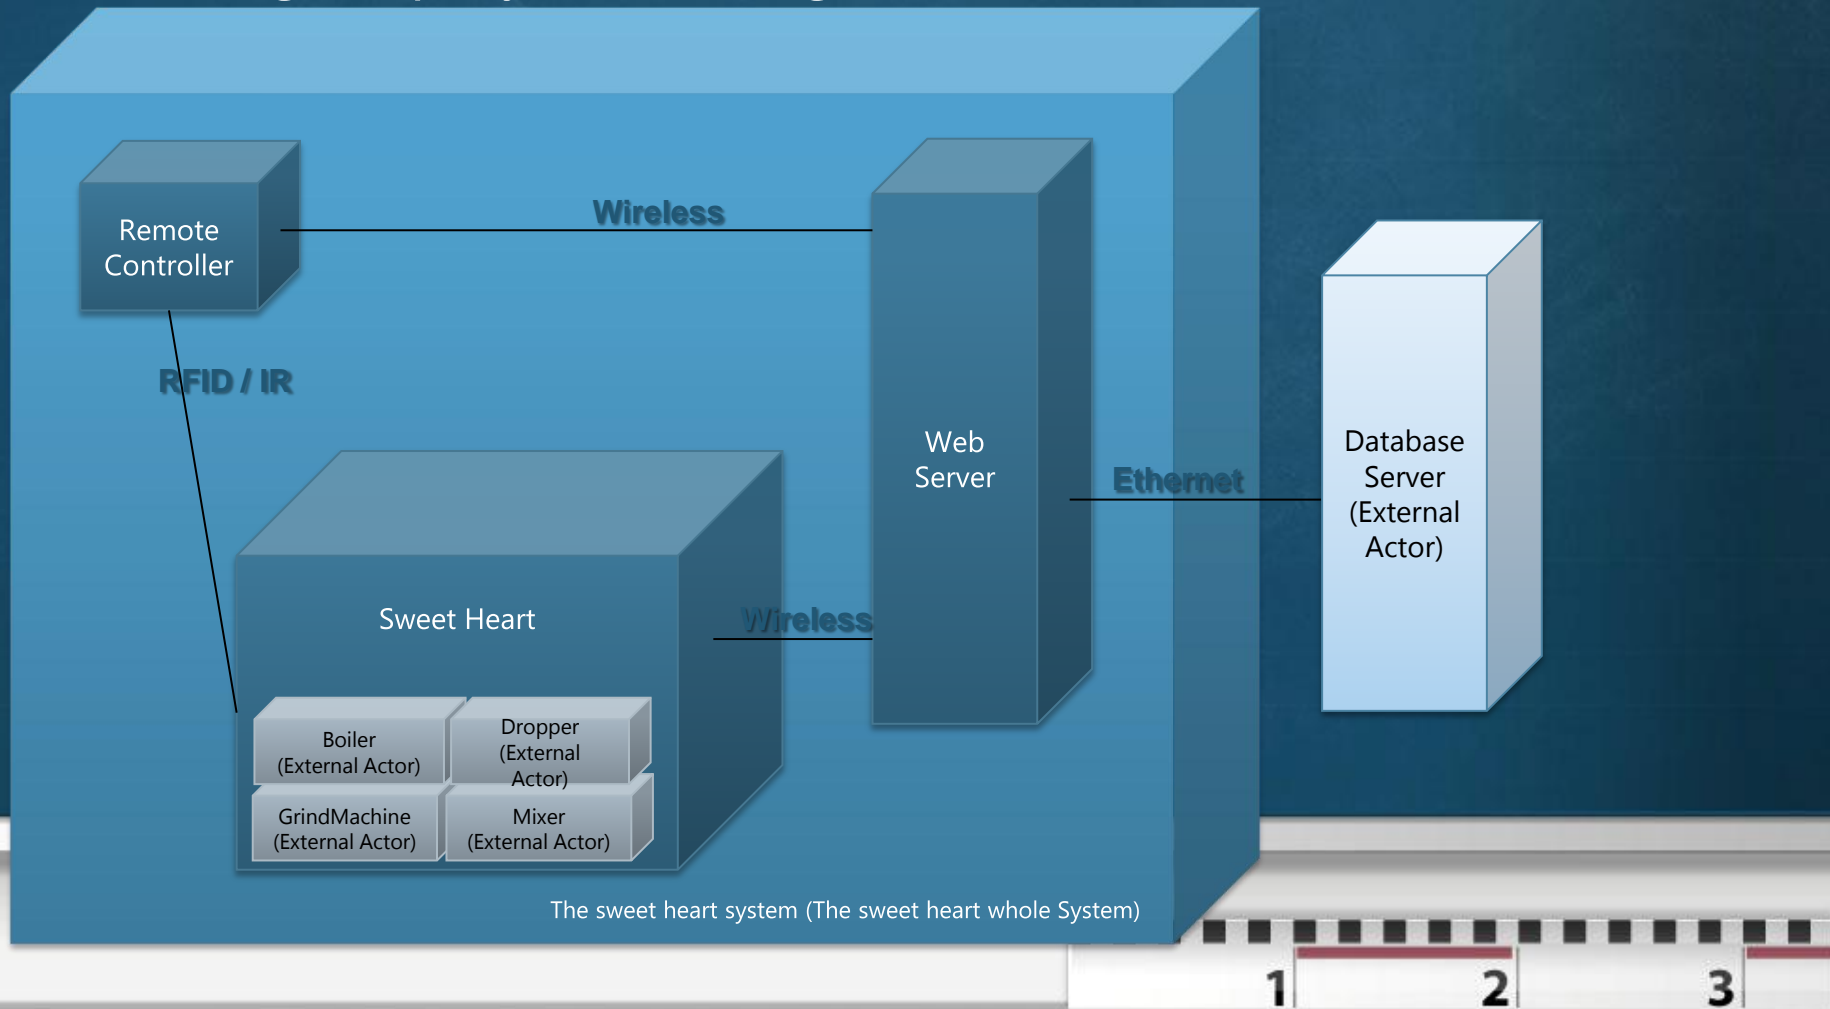 Remote
Controller
Wireless
RFID / IR
Web
Server
Ethernet
Database
Server
(External
Actor)
Sweet Heart
Wireless
Boiler
(External Actor)
Dropper
(External
Actor)
GrindMachine
(External Actor)
Mixer
(External Actor)
The sweet heart system (The sweet heart whole System)
1
2
3